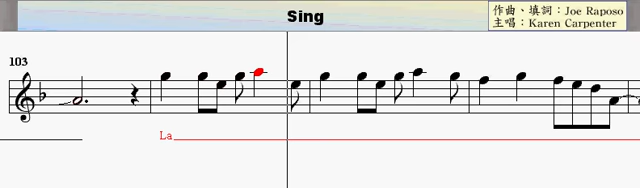 Sing
作曲、填詞：Joe Raposo
主唱：Karen Carpenter
103
La